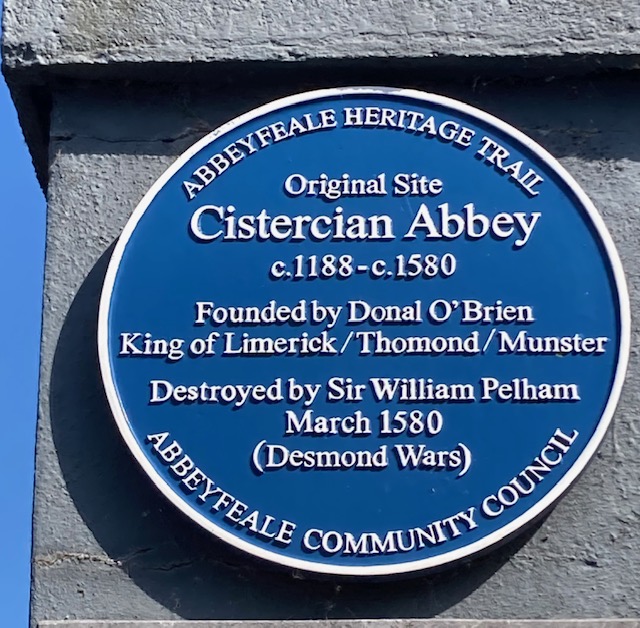 ABBEYFEALE HERITAGE TRAIL
Original Site
Cistercian Abbey
c.1188-c.1580
Founded by Donal O'Brien
King of Limerick/Thomond/Munster
Destroyed by Sir William Pelham
March 1580
(Desmond Wars)
ABBEYFEALE COMMUNITY COUNCIL